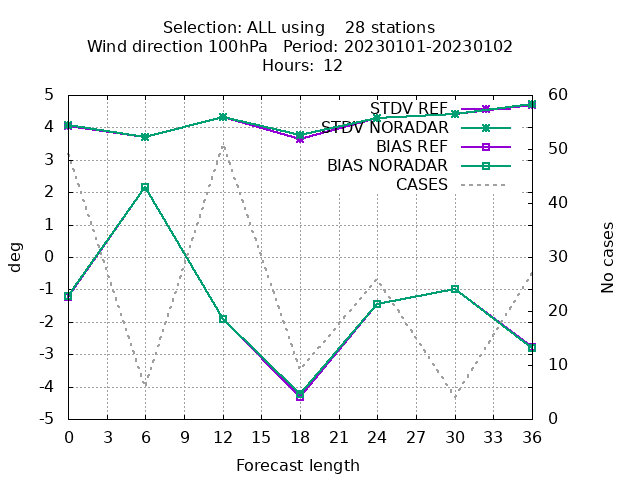 Selection: ALL using    28 stations
Wind direction 100hPa   Period: 20230101-20230102
Hours:  12
5
4
3
2
1
0
-1
-2
-3
-4
-5
deg
60
50
40
30
20
10
0
No cases
STDV REF
STDV NORADAR
BIAS REF
BIAS NORADAR
CASES
0 3 6 9 12 15 18 21 24 27 30 33 36
Forecast length